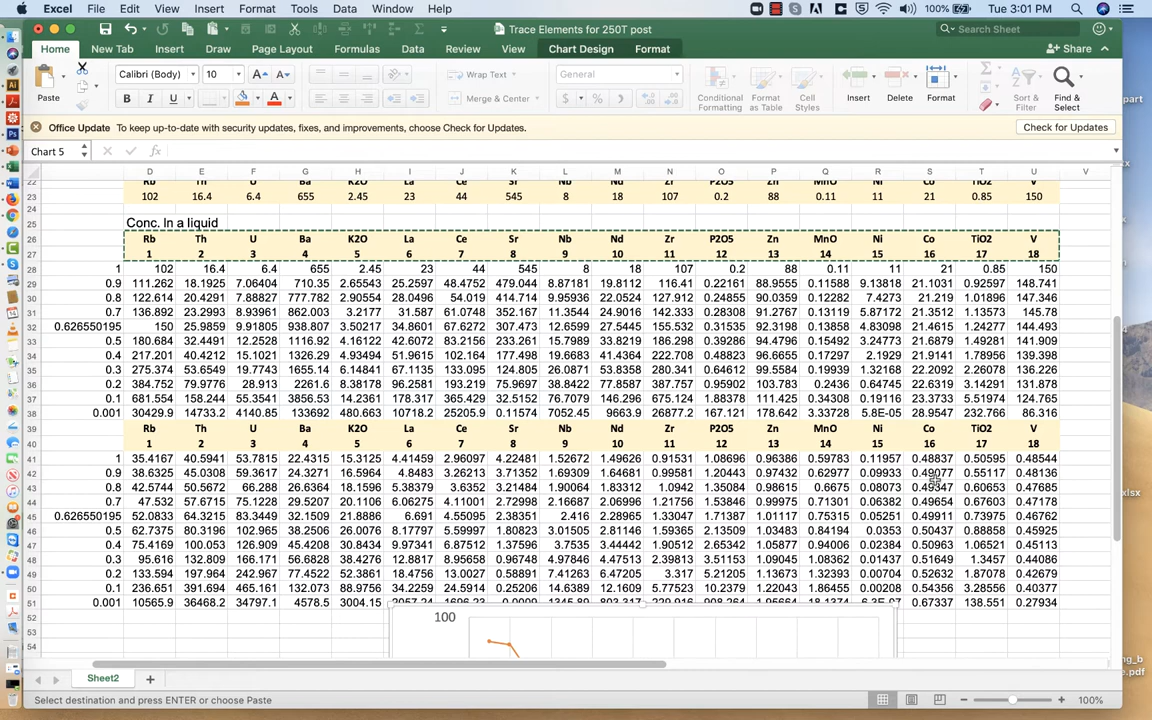 Excel File Edit View Insert Format Tools Data Window Help 100% Tue 3:01 PM
Trace Elements for 250T post Search Sheet
Home New Tab Insert Draw Page Layout Formulas Data Review View Chart Design Format Share
Calibri (Body) 10 A A Wrap Text General
Paste B I U A Merge & Center $ % Conditional Formatting Format as Table Cell Styles Insert Delete Format Sort & Filter Find & Select
Office Update To keep up-to-date with security updates, fixes, and improvements, choose Check for Updates. Check for Updates
Chart 5 fx
D E F G H I J K L M N O P Q R S T U V
22 Rb Th U Ba K2O La Ce Sr Nb Nd Zr P2O5 Zn MnO Ni Co TiO2 V
23 102 16.4 6.4 655 2.45 23 44 545 8 18 107 0.2 88 0.11 11 21 0.85 150
24
25 Conc. In a liquid
26 Rb Th U Ba K2O La Ce Sr Nb Nd Zr P2O5 Zn MnO Ni Co TiO2 V
27 1 2 3 4 5 6 7 8 9 10 11 12 13 14 15 16 17 18
28 1 102 16.4 6.4 655 2.45 23 44 545 8 18 107 0.2 88 0.11 11 21 0.85 150
29 0.9 111.262 18.1925 7.06404 710.35 2.65543 25.2597 48.4752 479.044 8.87181 19.8112 116.41 0.22161 88.9555 0.11588 9.13818 21.1031 0.92597 148.741
30 0.8 122.614 20.4291 7.88827 777.782 2.90554 28.0496 54.019 414.714 9.95936 22.0524 127.912 0.24855 90.0359 0.12282 7.4273 21.219 1.01896 147.346
31 0.7 136.892 23.2993 8.93961 862.003 3.2177 31.587 61.0748 352.167 11.3544 24.9016 142.333 0.28308 91.2767 0.13119 5.87172 21.3512 1.13573 145.78
32 0.626550195 150 25.9859 9.91805 938.807 3.50217 34.8601 67.6272 307.473 12.6599 27.5445 155.532 0.31535 92.3198 0.13858 4.83098 21.4615 1.24277 144.493
33 0.5 180.684 32.4491 12.2528 1116.92 4.16122 42.6072 83.2156 233.261 15.7989 33.8219 186.298 0.39286 94.4796 0.15492 3.24773 21.6879 1.49281 141.909
34 0.4 217.201 40.4212 15.1021 1326.29 4.93494 51.9615 102.164 177.498 19.6683 41.4364 222.708 0.48823 96.6655 0.17297 2.1929 21.9141 1.78956 139.398
35 0.3 275.374 53.6549 19.7743 1655.14 6.14841 67.1135 133.095 124.805 26.0871 53.8358 280.341 0.64612 99.5584 0.19939 1.32168 22.2092 2.26078 136.226
36 0.2 384.752 79.9776 28.913 2261.6 8.38178 96.2581 193.219 75.9697 38.8422 77.8587 387.757 0.95902 103.783 0.2436 0.64745 22.6319 3.14292 131.878
37 0.1 681.554 158.244 55.3541 3856.53 14.2361 178.317 365.429 32.5152 76.7079 146.296 675.124 1.88378 111.425 0.34308 0.19116 23.3733 5.51974 124.765
38 0.001 30429.9 14733.2 4140.85 133692 480.663 10718.2 25205.9 0.11574 7052.45 9663.9 26877.2 167.121 178.642 3.33728 5.8E-05 28.9547 232.766 86.316
39 Rb Th U Ba K2O La Ce Sr Nb Nd Zr P2O5 Zn MnO Ni Co TiO2 V
40 1 2 3 4 5 6 7 8 9 10 11 12 13 14 15 16 17 18
41 1 35.4167 40.5941 53.7815 22.4315 15.3125 4.41459 2.96097 4.15522 1.52672 1.49626 0.91531 1.08696 0.96386 0.59783 0.11957 0.48837 0.50595 0.48544
42 0.9 38.6325 45.0308 59.3617 24.3271 16.5964 4.8483 3.26213 3.71352 1.69309 1.64681 0.99581 1.20443 0.97432 0.62977 0.09933 0.49077 0.55117 0.48136
43 0.8 42.5744 50.5672 66.288 26.6364 18.1596 5.38379 3.6352 3.21484 1.90064 1.83312 1.0942 1.35084 0.98615 0.6675 0.08073 0.60653 0.47685
44 0.7 47.532 57.6715 75.1228 29.5207 20.1106 6.06275 4.11001 2.72998 2.16687 2.06996 1.21756 1.53846 0.99975 0.71301 0.06382 0.49654 0.67603 0.47178
45 0.626550195 52.0833 64.3215 83.3449 32.1509 21.8886 6.691 4.55095 2.38351 2.416 2.28965 1.33047 1.71387 1.01117 0.75315 0.05251 0.49911 0.73975 0.46762
46 0.5 62.7375 80.3196 102.965 38.2506 26.0076 8.17797 5.59997 1.80823 3.01505 2.81146 1.59365 2.13509 1.03483 0.84194 0.0353 0.50437 0.88858 0.45925
47 0.4 75.4169 100.053 126.909 45.4208 30.8434 9.97341 6.87512 1.37596 3.7535 3.44442 1.90512 2.65342 1.05877 0.94006 0.02384 0.50963 1.06521 0.45113
48 0.3 95.616 132.809 166.171 56.6828 38.4276 12.8817 8.95658 0.96748 4.97846 4.47512 2.39813 3.51153 1.09045 1.08362 0.01437 0.51649 1.3457 0.44086
49 0.2 133.594 197.964 242.967 77.4522 52.3861 18.4756 13.0027 0.58891 7.41263 6.47205 3.317 5.21205 1.13673 1.32393 0.00704 0.52632 1.87078 0.42679
50 0.1 236.651 391.694 465.161 132.073 88.9756 34.2259 24.5914 0.25206 14.6389 12.1609 5.77523 10.2379 1.22043 1.86455 0.00208 0.54356 3.28556 0.40377
51 0.001 10565.9 36468.2 34797.1 4578.5 3004.15 0.67337 138.551 0.27934
52
53 100
54
Sheet2
Select destination and press ENTER or choose Paste 100%
part
xlsx
ng_b
e.pdf